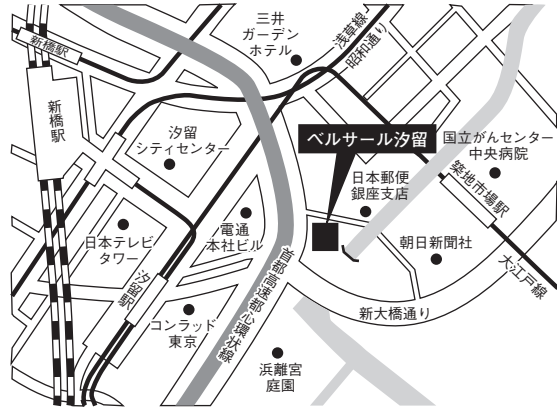 三井
ガーデン
ホテル
浅草線
昭和通り
新橋駅
新橋駅
汐留
シティセンター
ベルサール汐留
国立がんセンター
中央病院
日本郵便
銀座支店
築地市場駅
電通
本社ビル
日本テレビ
タワー
朝日新聞社
大江戸線
汐留駅
首都高速都心環状線
新大橋通り
コンラッド
東京
浜離宮
庭園